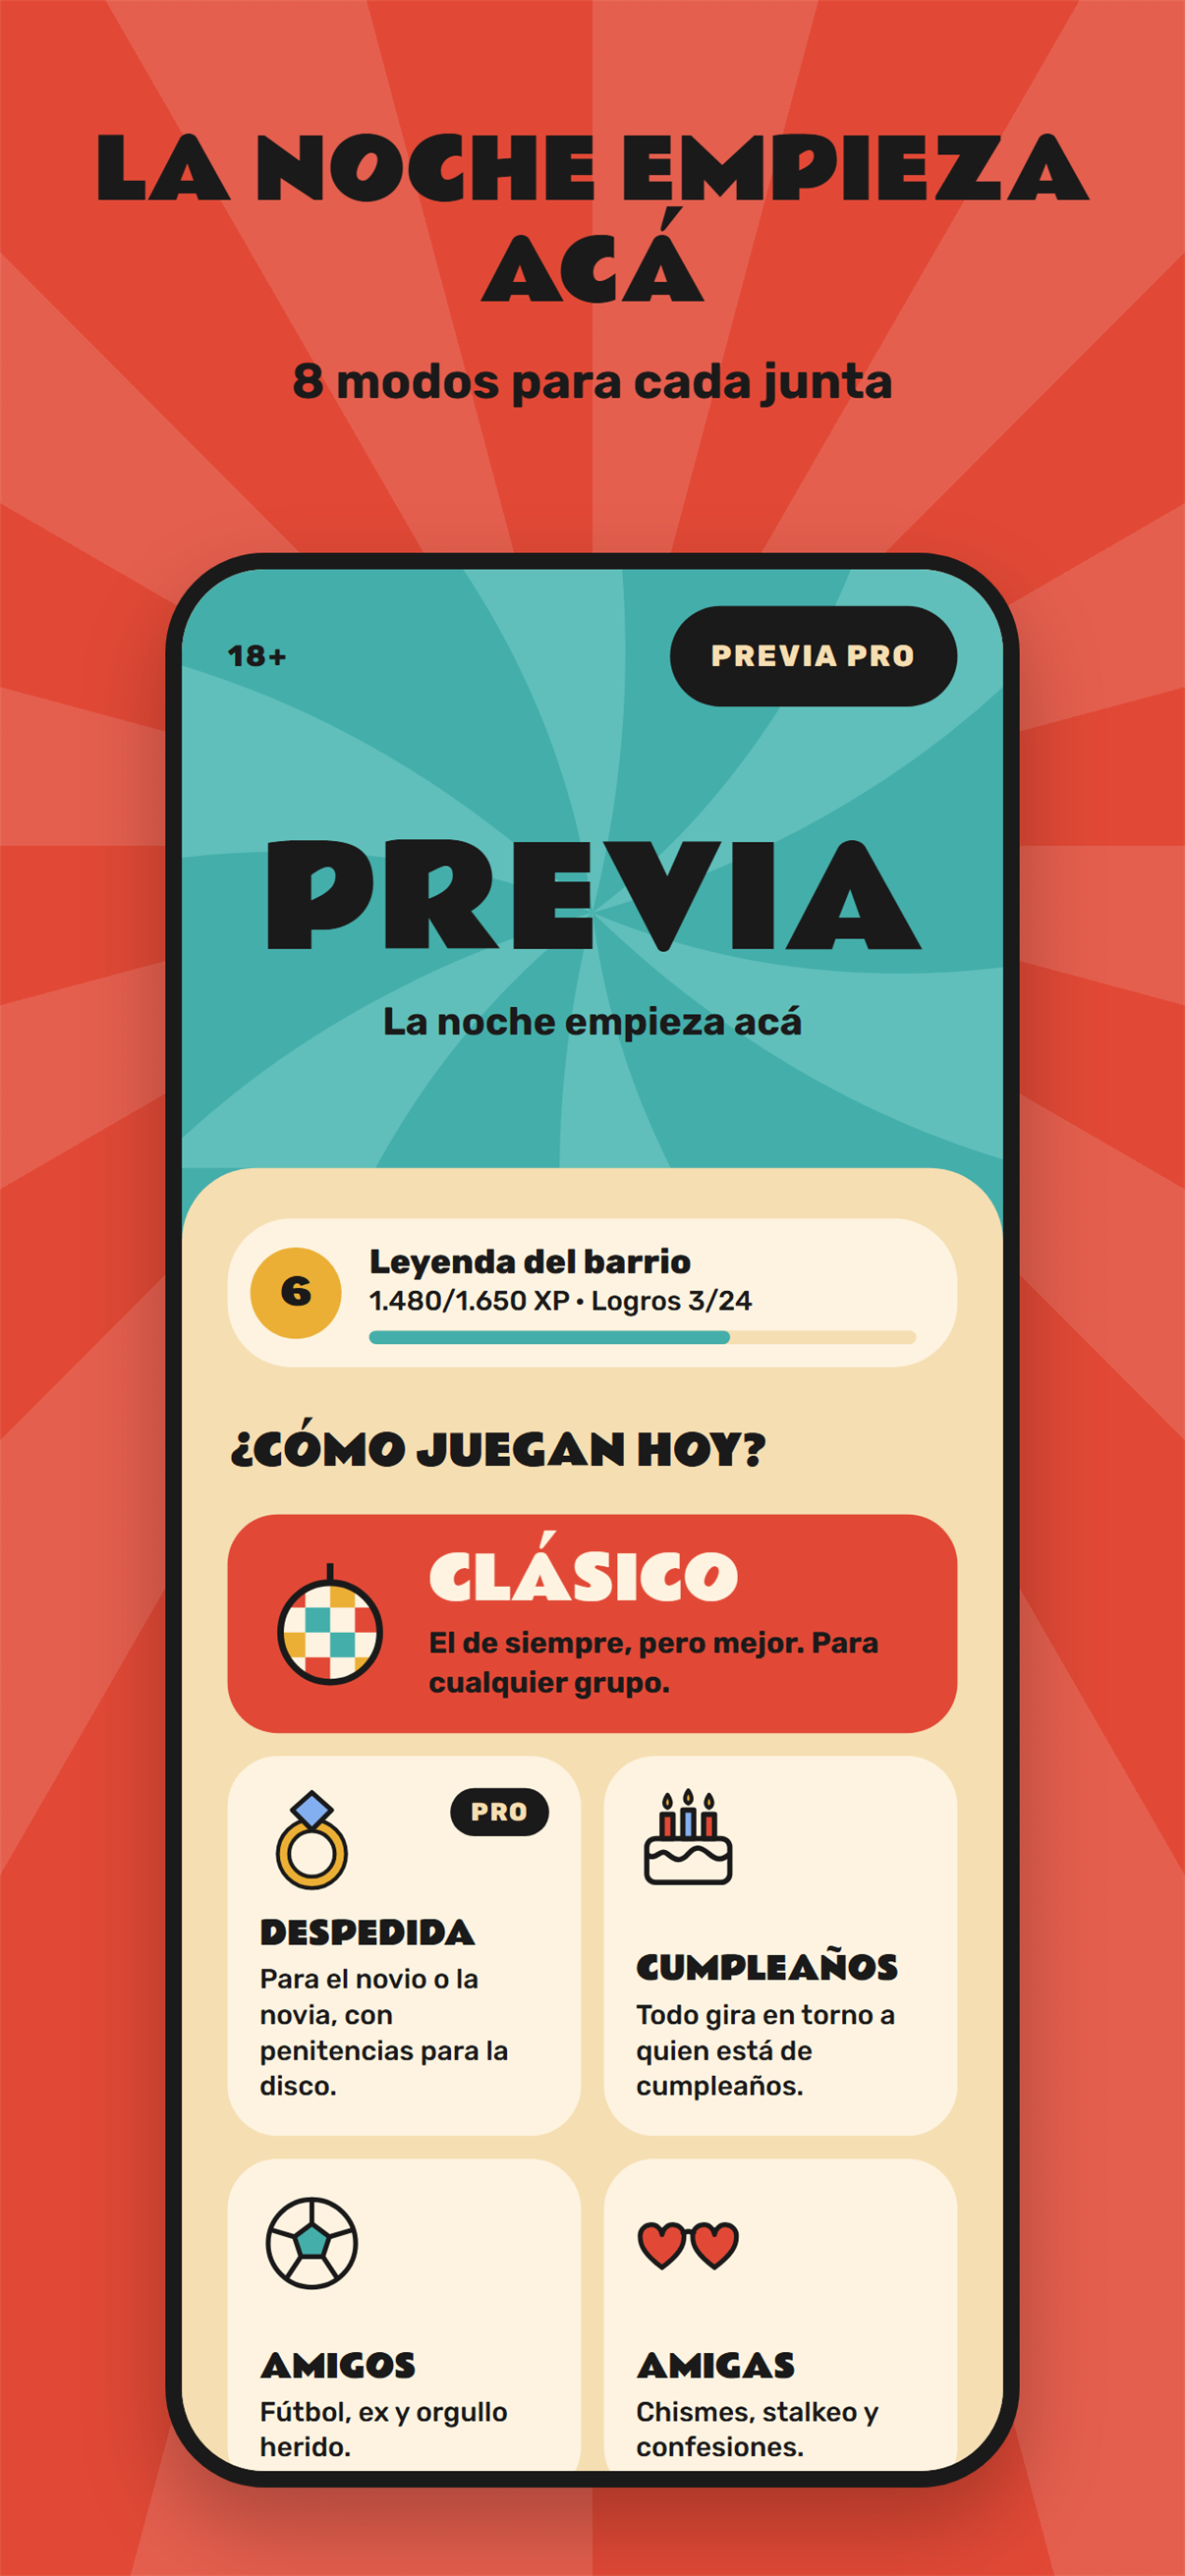 LA NOCHE EMPIEZA
ACÁ
8 modos para cada junta
18+
PREVIA PRO
PREVIA
La noche empieza acá
6
Leyenda del barrio
1.480/1.650 XP • Logros 3/24
¿CÓMO JUEGAN HOY?
CLÁSICO
El de siempre, pero mejor. Para
cualquier grupo.
PRO
DESPEDIDA
Para el novio o la
novia, con
penitencias para la
disco.
CUMPLEAÑOS
Todo gira en torno a
quien está de
cumpleaños.
AMIGOS
Fútbol, ex y orgullo
herido.
AMIGAS
Chismes, stalkeo y
confesiones.